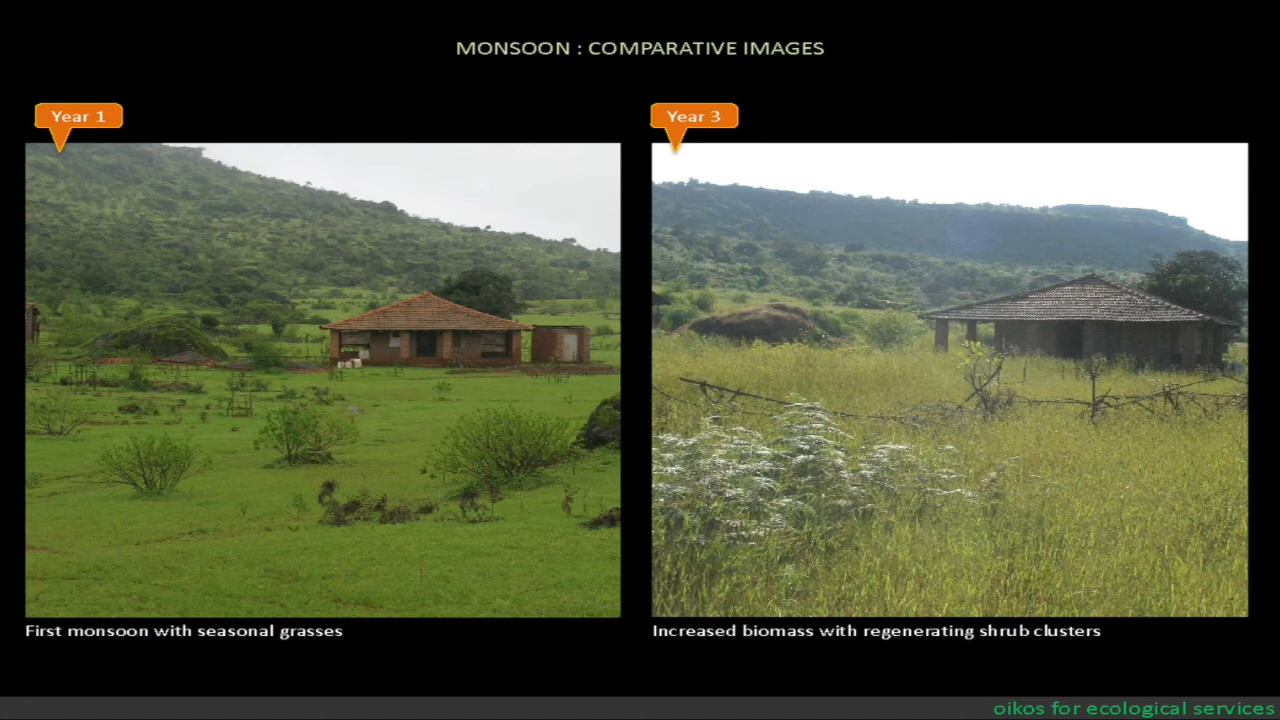 MONSOON : COMPARATIVE IMAGES
Year 1
Year 3
First monsoon with seasonal grasses
Increased biomass with regenerating shrub clusters
oikos for ecological services